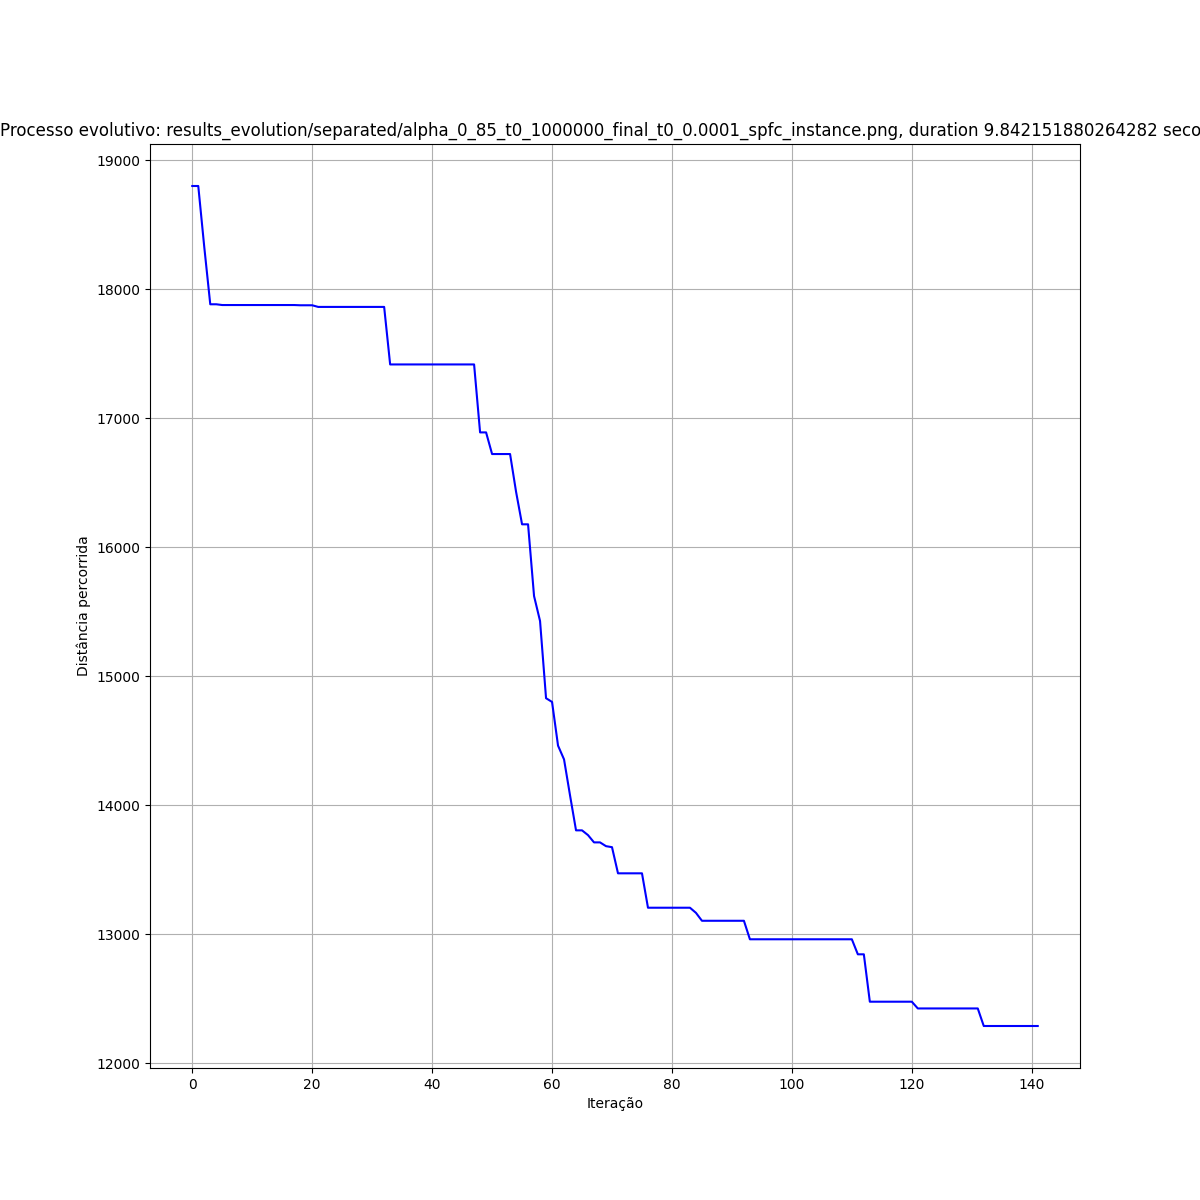 Processo evolutivo: results_evolution/separated/alpha_0_85_t0_1000000_final_t0_0.0001_spfc_instance.png, duration 9.842151880264282 seco
19000
18000
17000
16000
15000
14000
13000
12000
Distância percorrida
0 20 40 60 80 100 120 140
Iteração